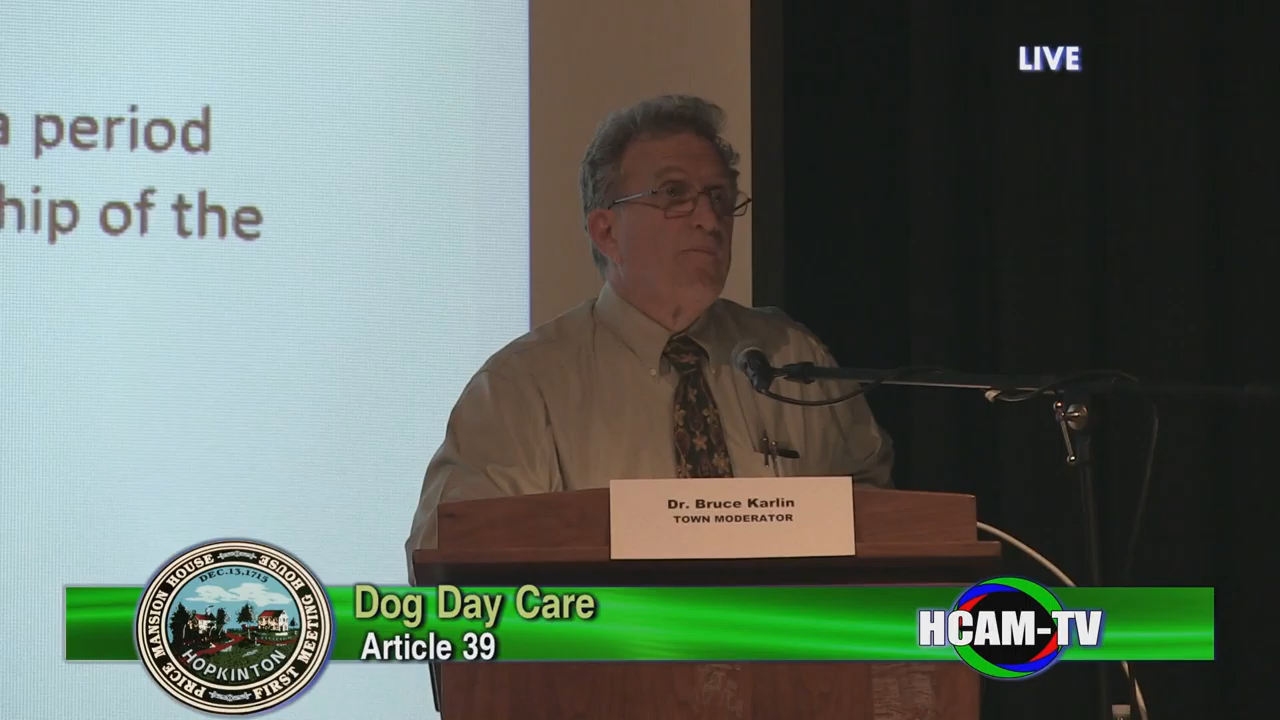 LIVE
a period
hip of the
Dr. Bruce Karlin
TOWN MODERATOR
Dog Day Care
Article 39
HCAM-TV
PRICE MANSION HOUSE
HOUSE
DEC.13.1715
HOPKINTON
FIRST MEETING